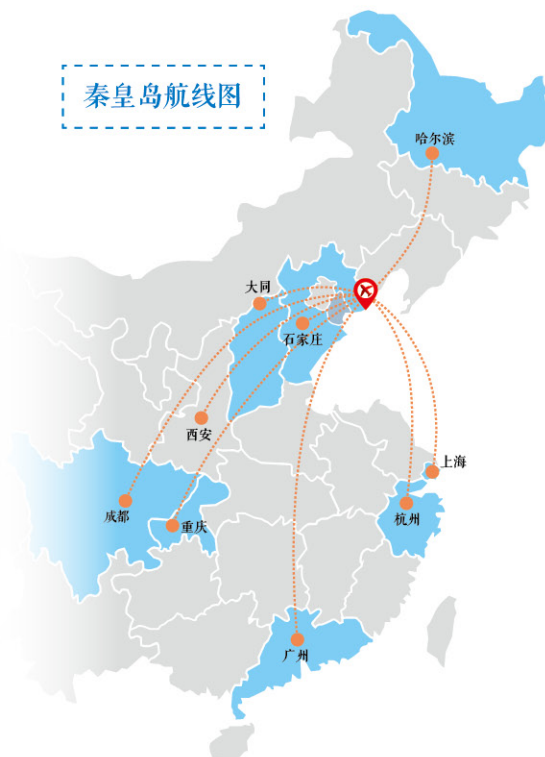 秦皇岛航线图
哈尔滨
大同
石家庄
西安
上海
成都
重庆
杭州
广州